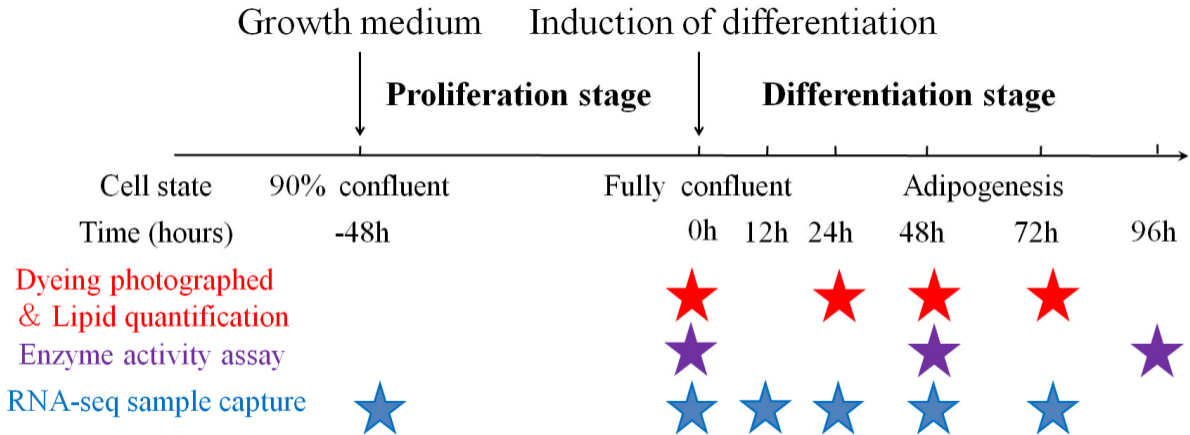 Growth medium Induction of differentiation
Proliferation stage Differentiation stage
Cell state 90% confluent Fully confluent Adipogenesis
Time (hours) -48h 0h 12h 24h 48h 72h 96h
Dyeing photographed
& Lipid quantification
Enzyme activity assay
RNA-seq sample capture